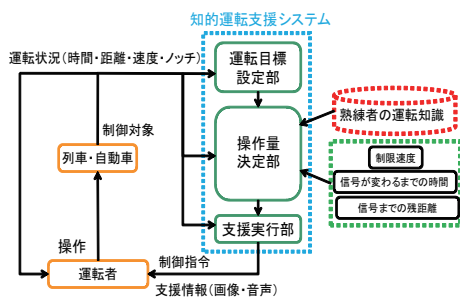 知的運転支援システム
運転状況(時間・距離・速度・ノッチ)
運転目標
設定部
熟練者の運転知識
制御対象
操作量
決定部
列車・自動車
制限速度
信号が変わるまでの時間
信号までの残距離
支援実行部
操作
制御指令
運転者
支援情報(画像・音声)